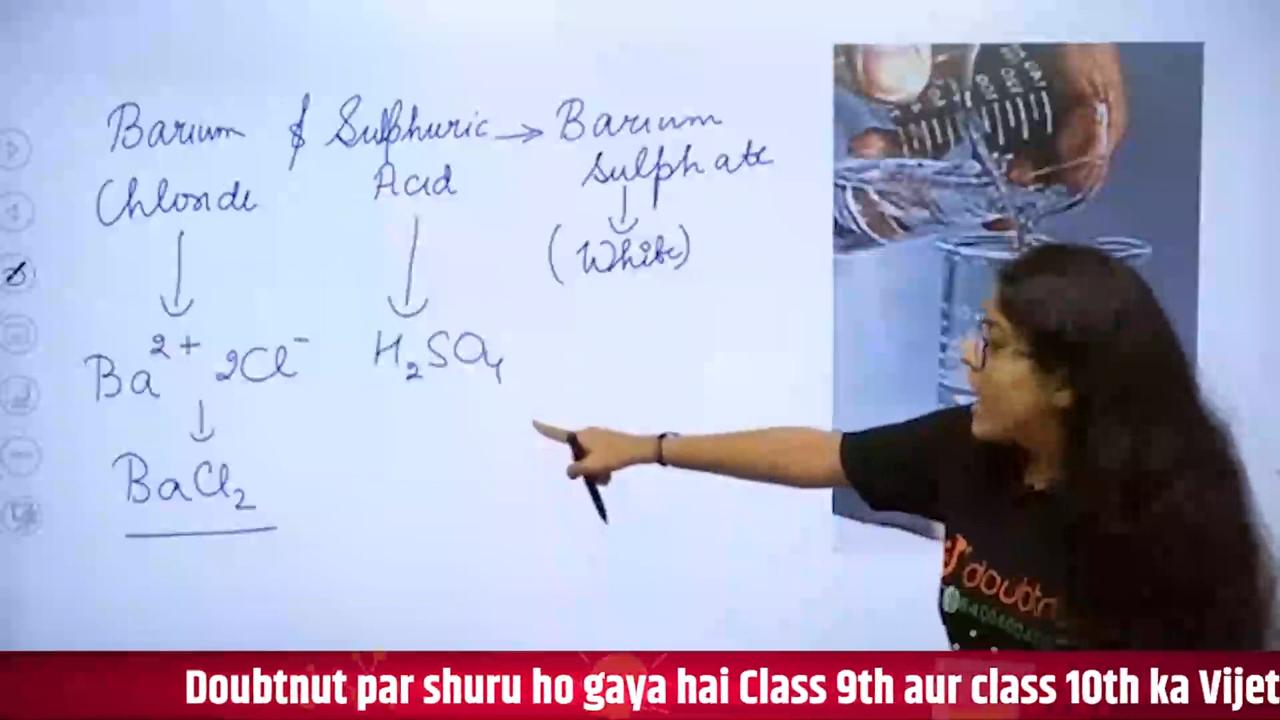 Barium & Sulphuric → Barium
Chloride Acid Sulphate
(White)
Ba²⁺ 2Cl⁻ H₂SO₄
BaCl₂
doubtn
Doubtnut par shuru ho gaya hai Class 9th aur class 10th ka Vijet